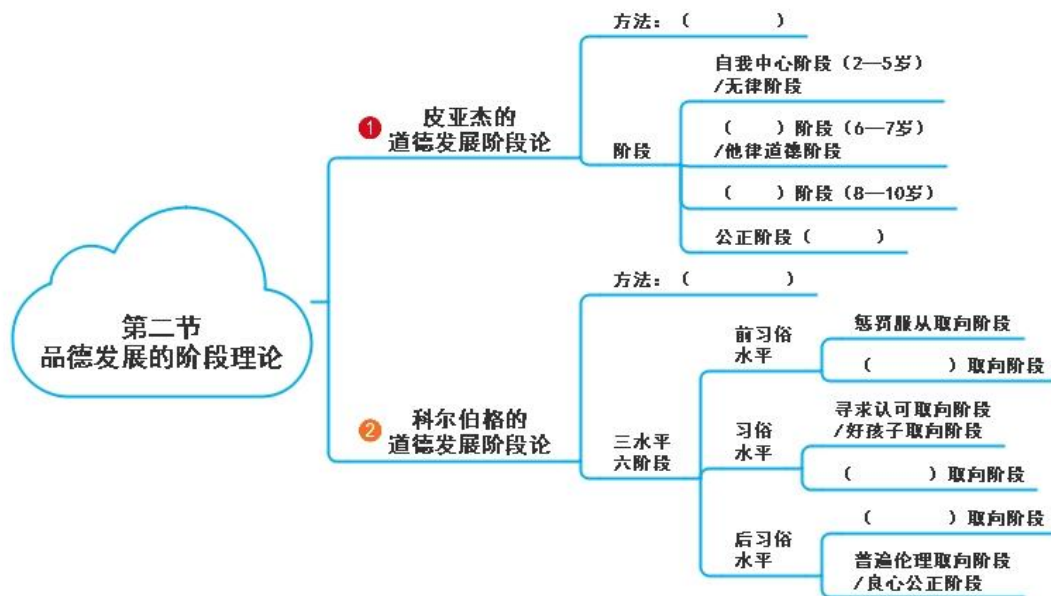 第二节
品德发展的阶段理论
1
皮亚杰的
道德发展阶段论
方法：（ ）
阶段
自我中心阶段（2—5岁）
/无律阶段
（ ）阶段（6—7岁）
/他律道德阶段
（ ）阶段（8—10岁）
公正阶段（ ）
2
科尔伯格的
道德发展阶段论
方法：（ ）
三水平
六阶段
前习俗
水平
惩罚服从取向阶段
（ ）取向阶段
习俗
水平
寻求认可取向阶段
/好孩子取向阶段
（ ）取向阶段
后习俗
水平
（ ）取向阶段
普遍伦理取向阶段
/良心公正阶段